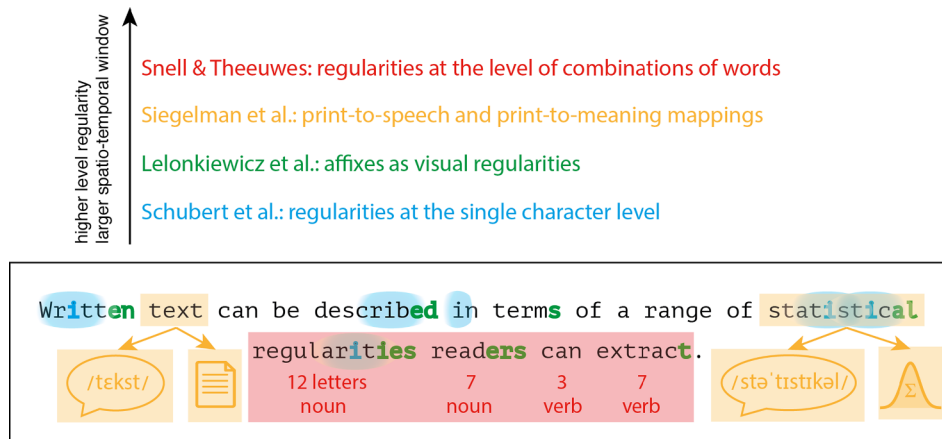 higher level regularity
larger spatio-temporal window
Snell & Theeuwes: regularities at the level of combinations of words
Siegelman et al.: print-to-speech and print-to-meaning mappings
Lelonkiewicz et al.: affixes as visual regularities
Schubert et al.: regularities at the single character level
Written text can be described in terms of a range of statistical
regularities readers can extract.
/tɛkst/
12 letters 7 3 7
noun noun verb verb
/stəˈtɪstɪkəl/
Σ